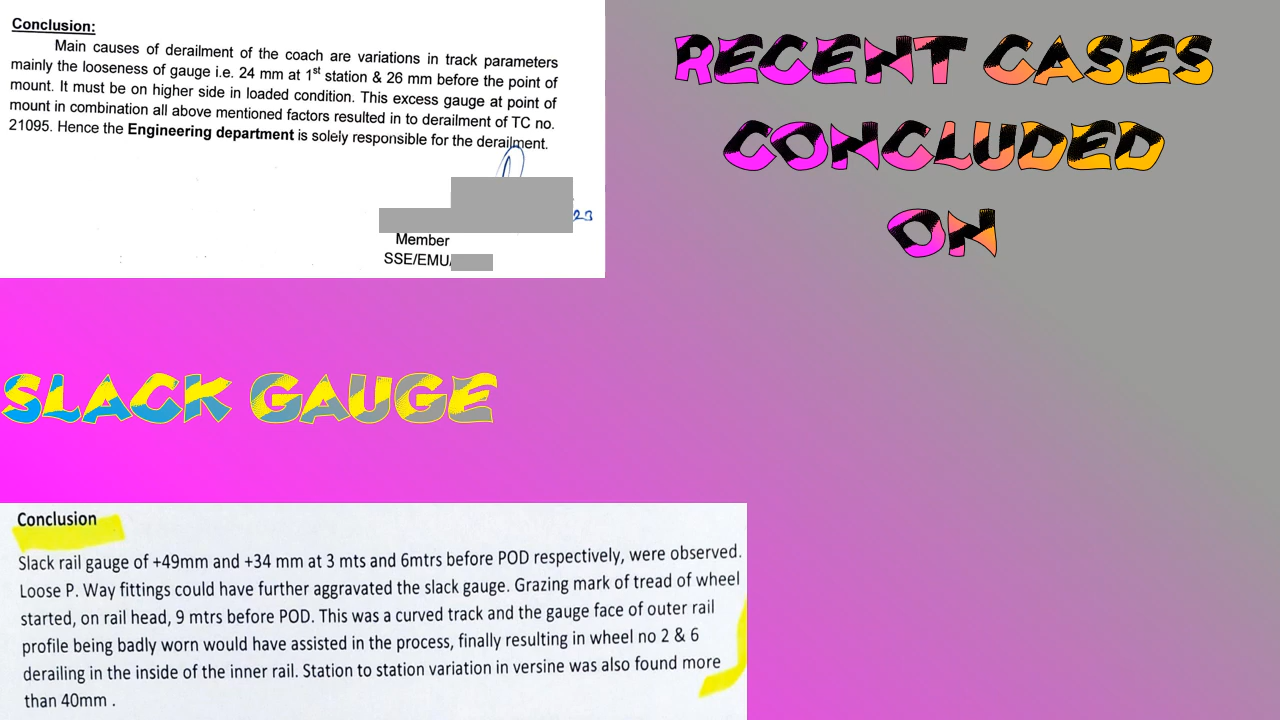 Conclusion:
Main causes of derailment of the coach are variations in track parameters
mainly the looseness of gauge i.e. 24 mm at 1st station & 26 mm before the point of
mount. It must be on higher side in loaded condition. This excess gauge at point of
mount in combination all above mentioned factors resulted in to derailment of TC no.
21095. Hence the Engineering department is solely responsible for the derailment.
23
Member
SSE/EMU/
RECENT CASES
CONCLUDED
ON
SLACK GAUGE
Conclusion
Slack rail gauge of +49mm and +34 mm at 3 mts and 6mtrs before POD respectively, were observed.
Loose P. Way fittings could have further aggravated the slack gauge. Grazing mark of tread of wheel
started, on rail head, 9 mtrs before POD. This was a curved track and the gauge face of outer rail
profile being badly worn would have assisted in the process, finally resulting in wheel no 2 & 6
derailing in the inside of the inner rail. Station to station variation in versine was also found more
than 40mm .